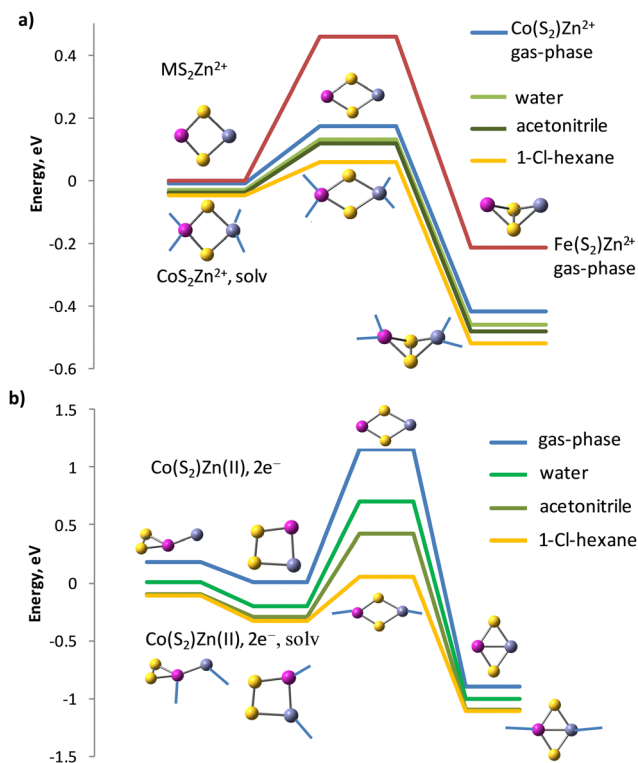 a)
0.4
0.2
0
-0.2
-0.4
-0.6
Energy, eV
MS₂Zn²⁺
CoS₂Zn²⁺, solv
Co(S₂)Zn²⁺
gas-phase
water
acetonitrile
1-Cl-hexane
Fe(S₂)Zn²⁺
gas-phase
b)
1.5
1
0.5
0
-0.5
-1
-1.5
Energy, eV
Co(S₂)Zn(II), 2e⁻
Co(S₂)Zn(II), 2e⁻, solv
gas-phase
water
acetonitrile
1-Cl-hexane